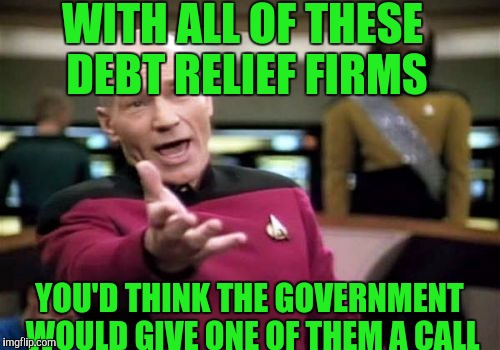 WITH ALL OF THESE
DEBT RELIEF FIRMS
YOU'D THINK THE GOVERNMENT
WOULD GIVE ONE OF THEM A CALL
imgflip.com